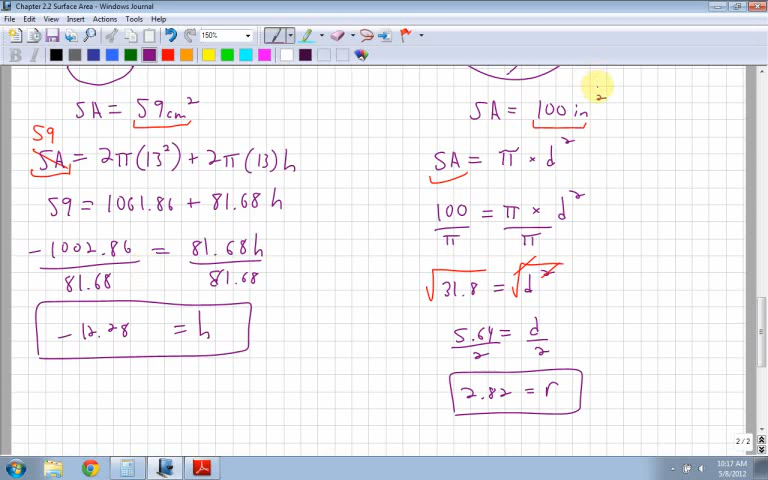 Chapter 2.2 Surface Area - Windows Journal
File Edit View Insert Actions Tools Help
150%
B I
SA = 59cm²
59
SA = 2π(13²) + 2π(13)h
59 = 1061.86 + 81.68h
-1002.86 = 81.68h
81.68 81.68
-12.28 = h
SA = 100 in²
SA = π × d²
100 = π × d²
π π
√31.8 = √d²
5.64 = d
2 2
2.82 = r
2 / 2
10:17 AM
5/8/2012